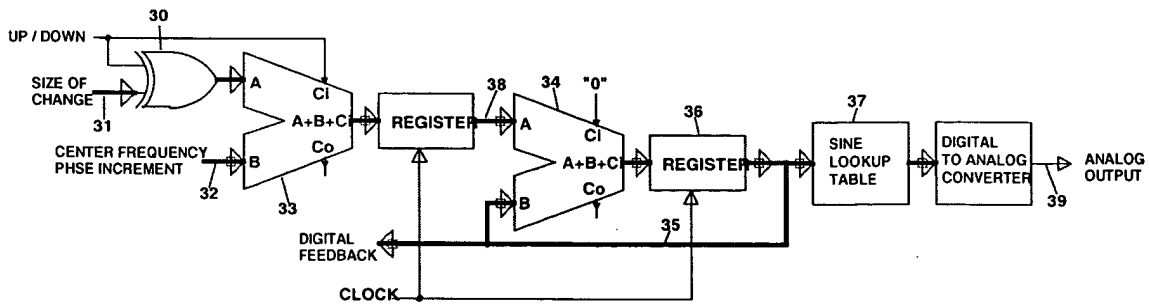 30
UP / DOWN
SIZE OF
CHANGE
31
A
CI
A+B+CI
Co
B
CENTER FREQUENCY
PHSE INCREMENT
32
33
REGISTER
38
34
"0"
A
CI
A+B+CI
Co
B
36
REGISTER
37
SINE
LOOKUP
TABLE
DIGITAL
TO ANALOG
CONVERTER
39
ANALOG
OUTPUT
35
DIGITAL
FEEDBACK
CLOCK